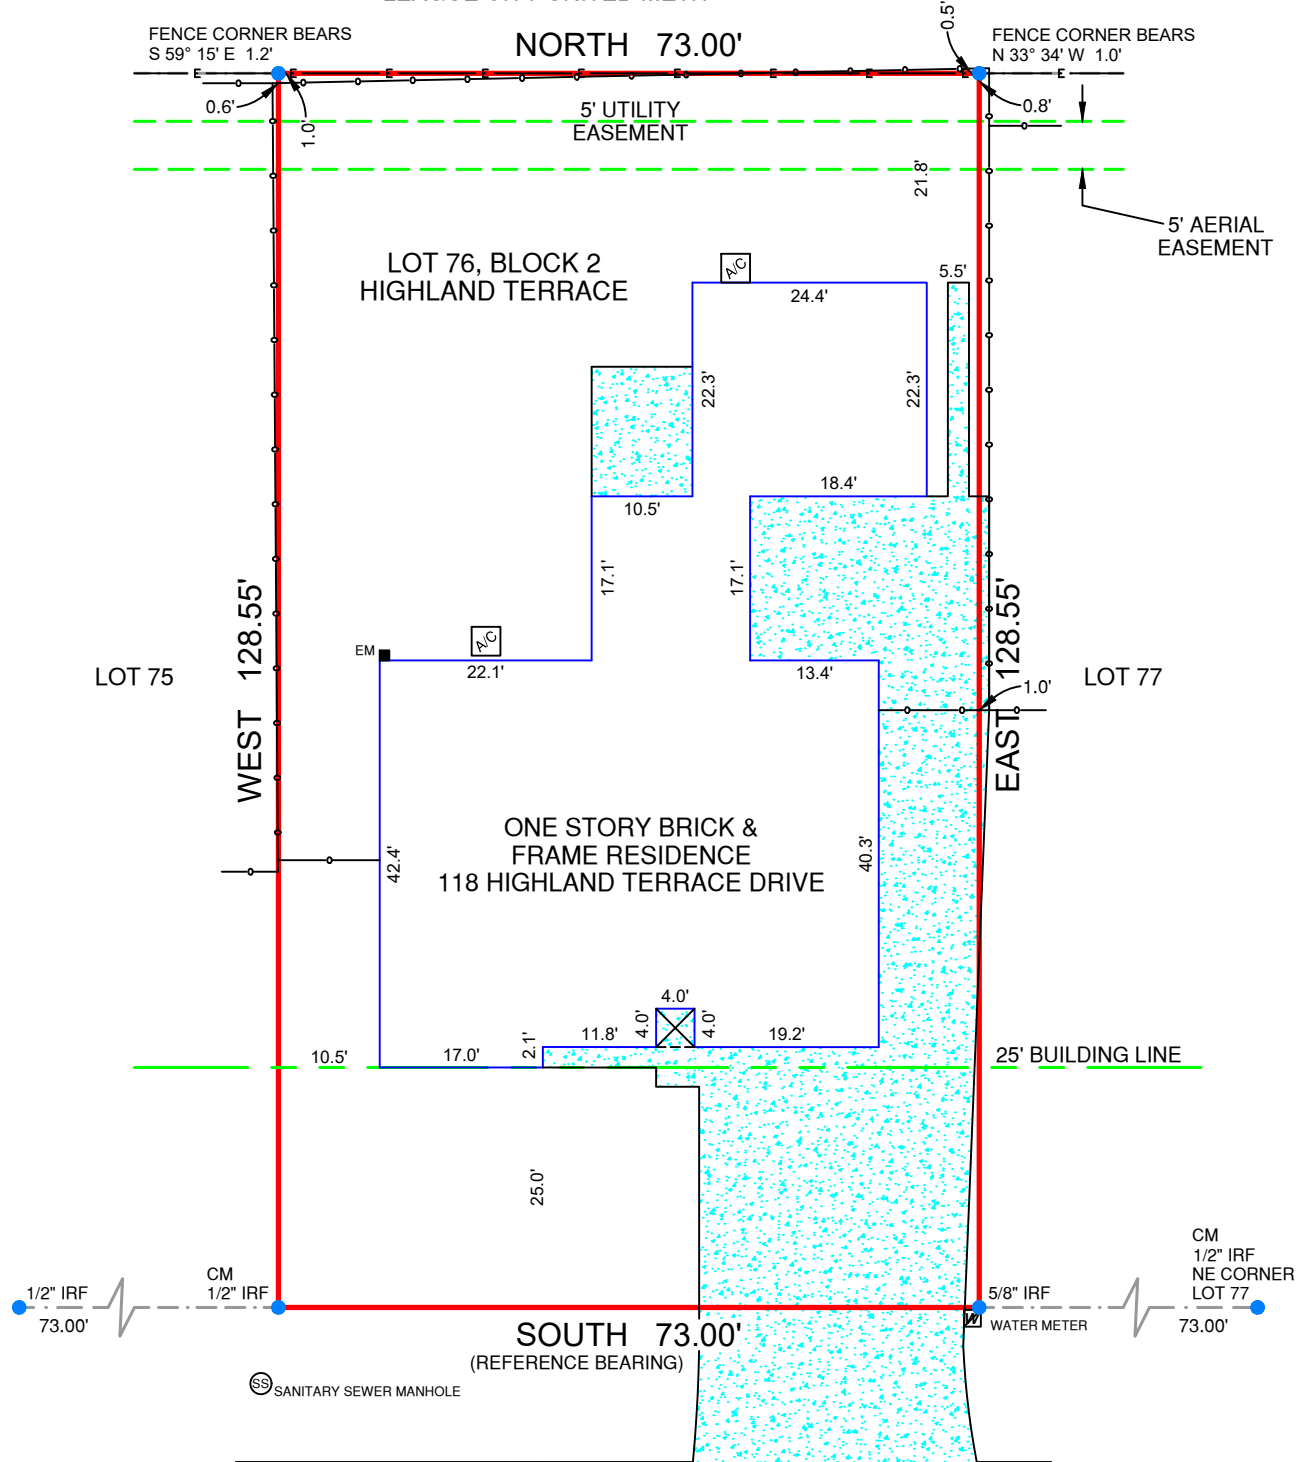 0.5'
FENCE CORNER BEARS
S 59° 15' E 1.2'
NORTH 73.00'
FENCE CORNER BEARS
N 33° 34' W 1.0'
E E E E E E E E E E
0.6'
1.0'
5' UTILITY
EASEMENT
0.8'
21.8'
5' AERIAL
EASEMENT
LOT 76, BLOCK 2
HIGHLAND TERRACE
A/C
24.4'
5.5'
22.3'
22.3'
18.4'
10.5'
17.1'
17.1'
WEST 128.55'
EAST 128.55'
EM
A/C
22.1'
13.4'
LOT 75
LOT 77
1.0'
ONE STORY BRICK &
FRAME RESIDENCE
118 HIGHLAND TERRACE DRIVE
42.4'
40.3'
4.0'
4.0'
4.0'
10.5'
17.0'
2.1'
11.8'
19.2'
25' BUILDING LINE
25.0'
CM
1/2" IRF
NE CORNER
LOT 77
1/2" IRF
CM
1/2" IRF
5/8" IRF
73.00'
SOUTH 73.00'
(REFERENCE BEARING)
W
WATER METER
73.00'
SS SANITARY SEWER MANHOLE